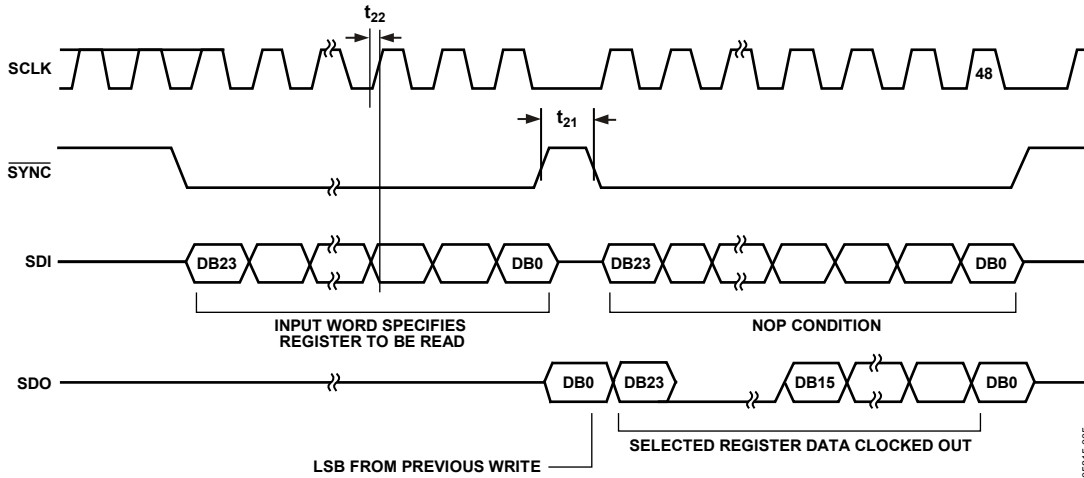 t22
SCLK
48
t21
SYNC
SDI
DB23
DB0
DB23
DB0
INPUT WORD SPECIFIES
REGISTER TO BE READ
NOP CONDITION
SDO
DB0
DB23
DB15
DB0
SELECTED REGISTER DATA CLOCKED OUT
LSB FROM PREVIOUS WRITE